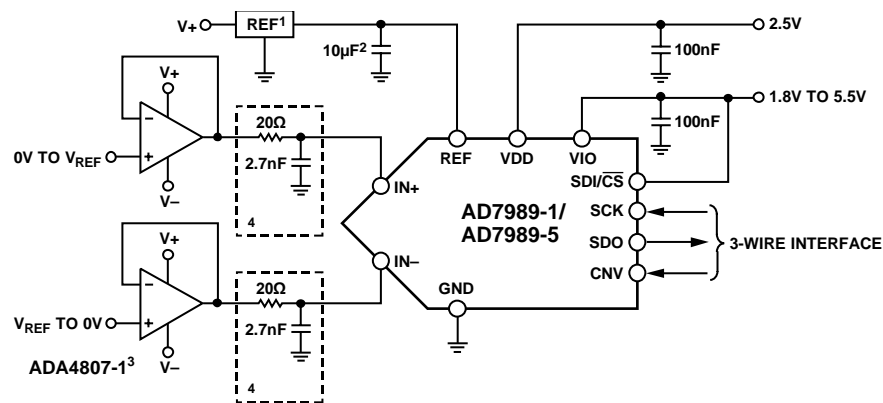 V+
REF¹
10µF²
2.5V
100nF
1.8V TO 5.5V
100nF
V+
20Ω
2.7nF
0V TO VREF
V–
4
REF
VDD
VIO
IN+
SDI/C̅S̅
AD7989-1/
AD7989-5
SCK
SDO
CNV
3-WIRE INTERFACE
IN–
GND
V+
20Ω
2.7nF
VREF TO 0V
V–
ADA4807-1³
4
–
+
–
+